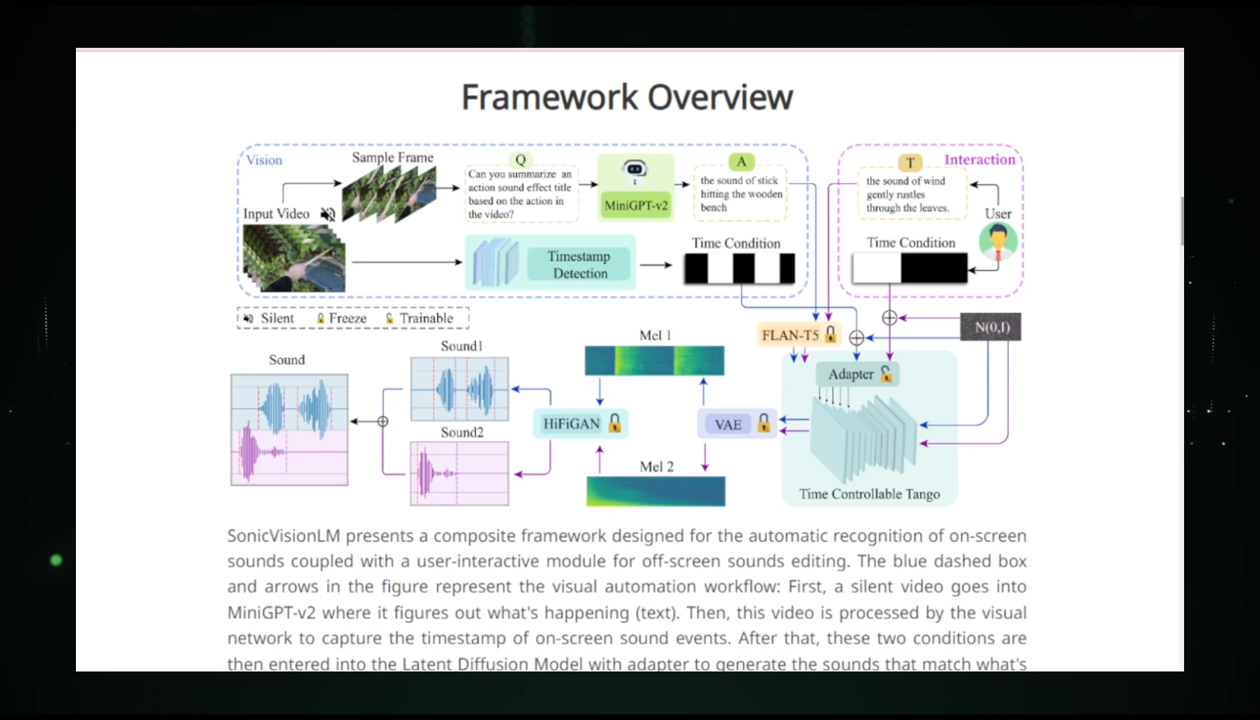 Framework Overview
Vision
Sample Frame
Q
Can you summarize an
action sound effect title
based on the action in
the video?
MiniGPT-v2
A
the sound of stick
hitting the wooden
bench
T
Interaction
the sound of wind
gently rustles
through the leaves.
User
Input Video
Timestamp
Detection
Time Condition
Time Condition
Silent
Freeze
Trainable
FLAN-T5
N(0,I)
Adapter
Time Controllable Tango
Mel 1
VAE
Mel 2
HiFiGAN
Sound1
Sound2
Sound
SonicVisionLM presents a composite framework designed for the automatic recognition of on-screen
sounds coupled with a user-interactive module for off-screen sounds editing. The blue dashed box
and arrows in the figure represent the visual automation workflow: First, a silent video goes into
MiniGPT-v2 where it figures out what's happening (text). Then, this video is processed by the visual
network to capture the timestamp of on-screen sound events. After that, these two conditions are
then entered into the Latent Diffusion Model with adapter to generate the sounds that match what's